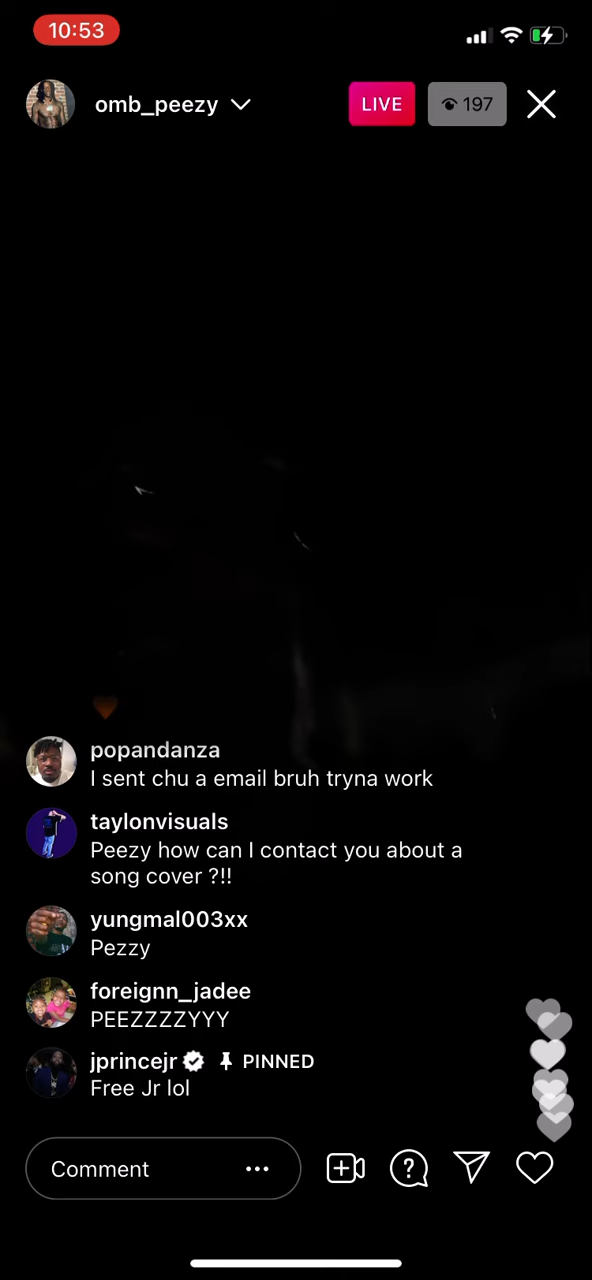 10:53
omb_peezy
LIVE
197
popandanza
I sent chu a email bruh tryna work
taylonvisuals
Peezy how can I contact you about a
song cover ?!!
yungmal003xx
Pezzy
foreignn_jadee
PEEZZZZYYY
jprincejr PINNED
Free Jr lol
Comment